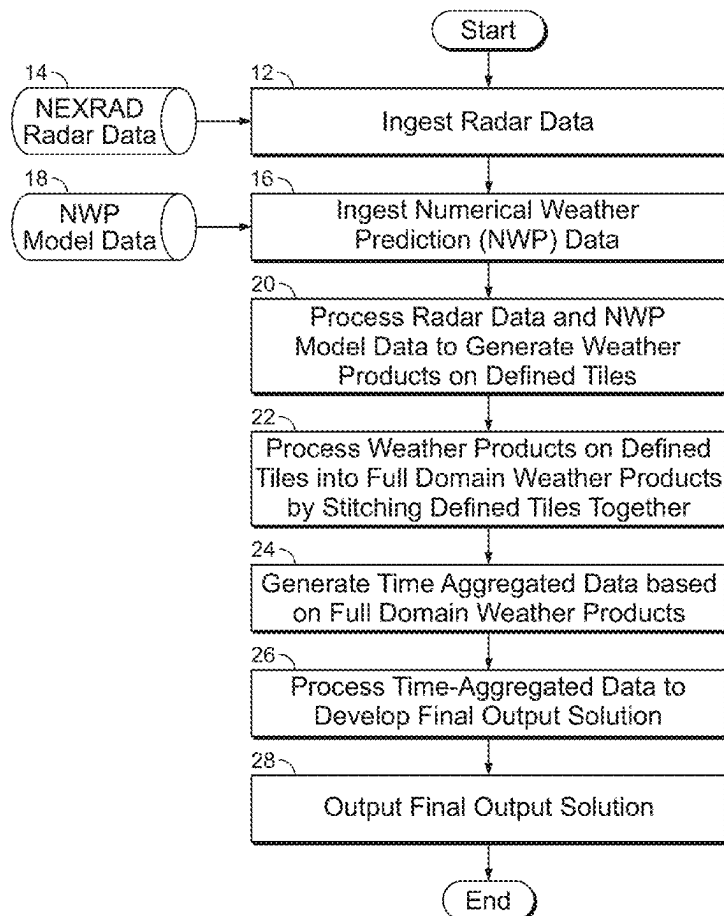 Start
14
NEXRAD
Radar Data
12
Ingest Radar Data
18
NWP
Model Data
16
Ingest Numerical Weather
Prediction (NWP) Data
20
Process Radar Data and NWP
Model Data to Generate Weather
Products on Defined Tiles
22
Process Weather Products on Defined
Tiles into Full Domain Weather Products
by Stitching Defined Tiles Together
24
Generate Time Aggregated Data based
on Full Domain Weather Products
26
Process Time-Aggregated Data to
Develop Final Output Solution
28
Output Final Output Solution
End